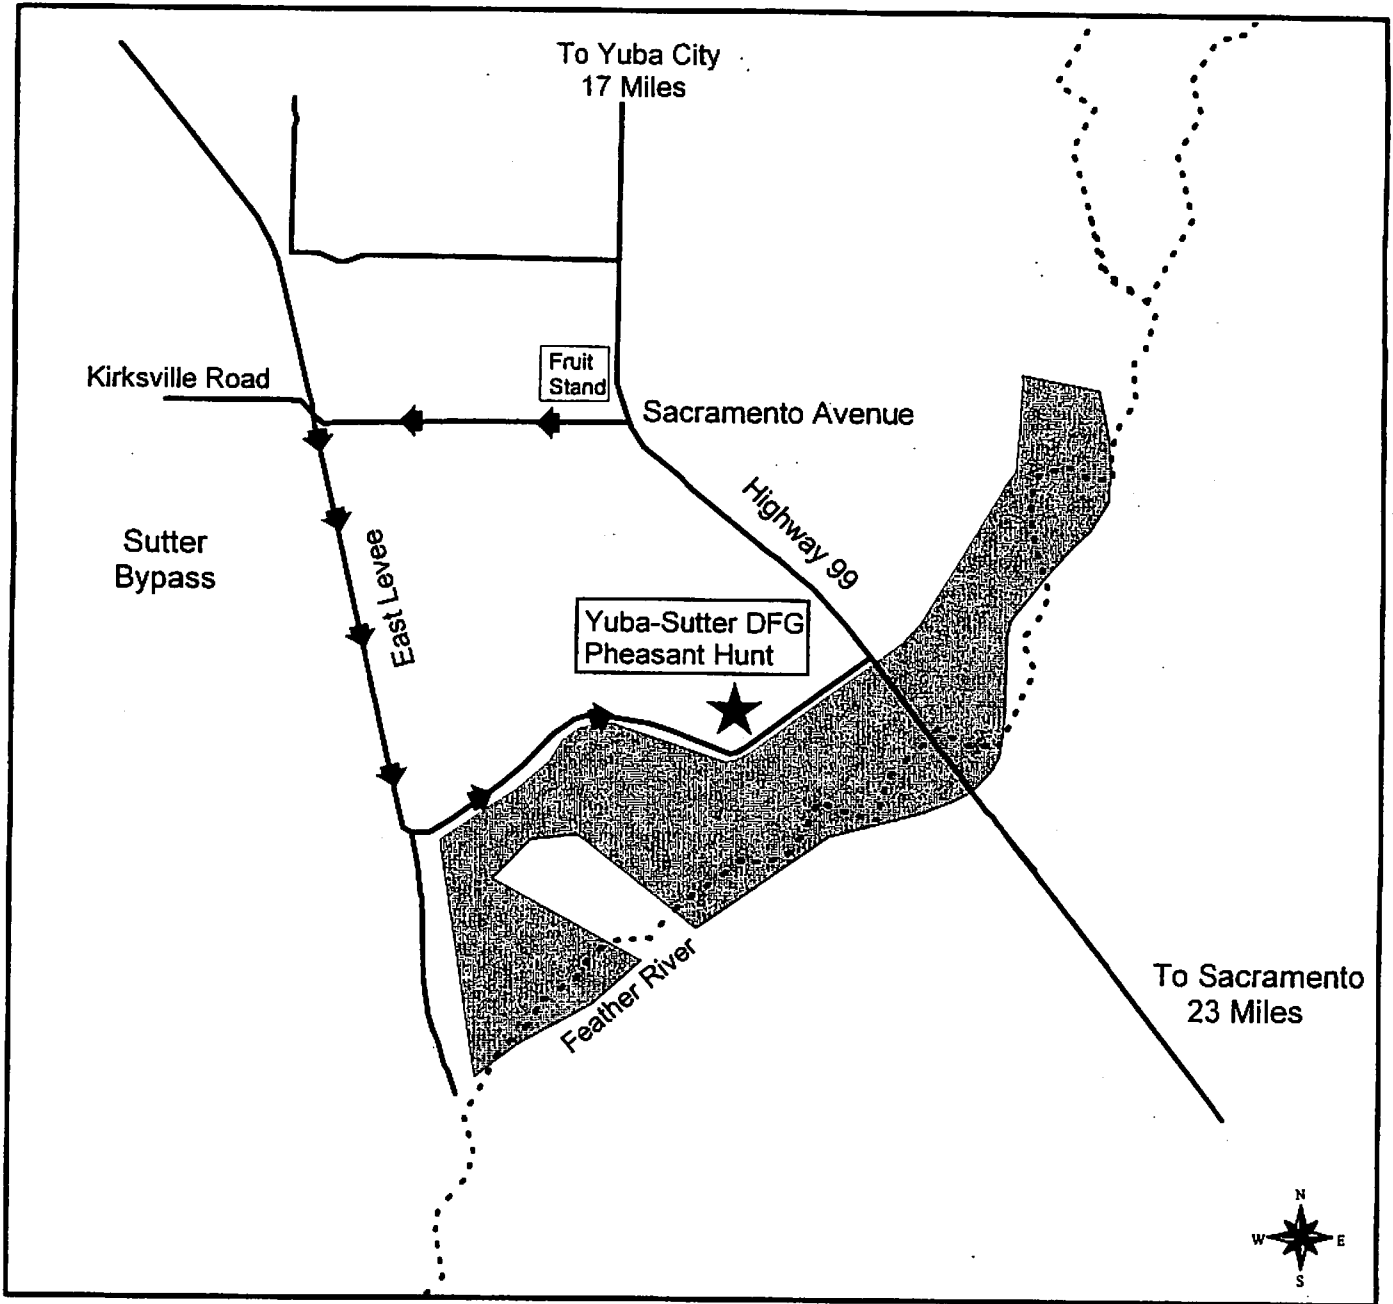 To Yuba City
17 Miles
Fruit
Stand
Kirksville Road
Sacramento Avenue
Highway 99
Sutter
Bypass
East Levee
Yuba-Sutter DFG
Pheasant Hunt
Feather River
To Sacramento
23 Miles
N
W
E
S